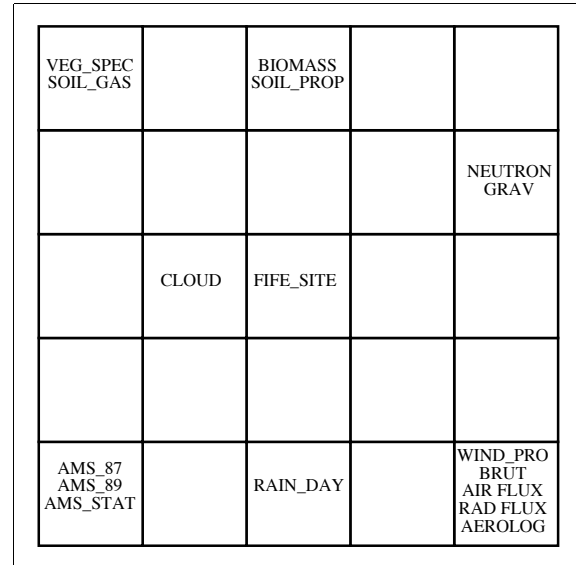 VEG_SPEC
SOIL_GAS
BIOMASS
SOIL_PROP
NEUTRON
GRAV
CLOUD
FIFE_SITE
AMS_87
AMS_89
AMS_STAT
RAIN_DAY
WIND_PRO
BRUT
AIR FLUX
RAD FLUX
AEROLOG